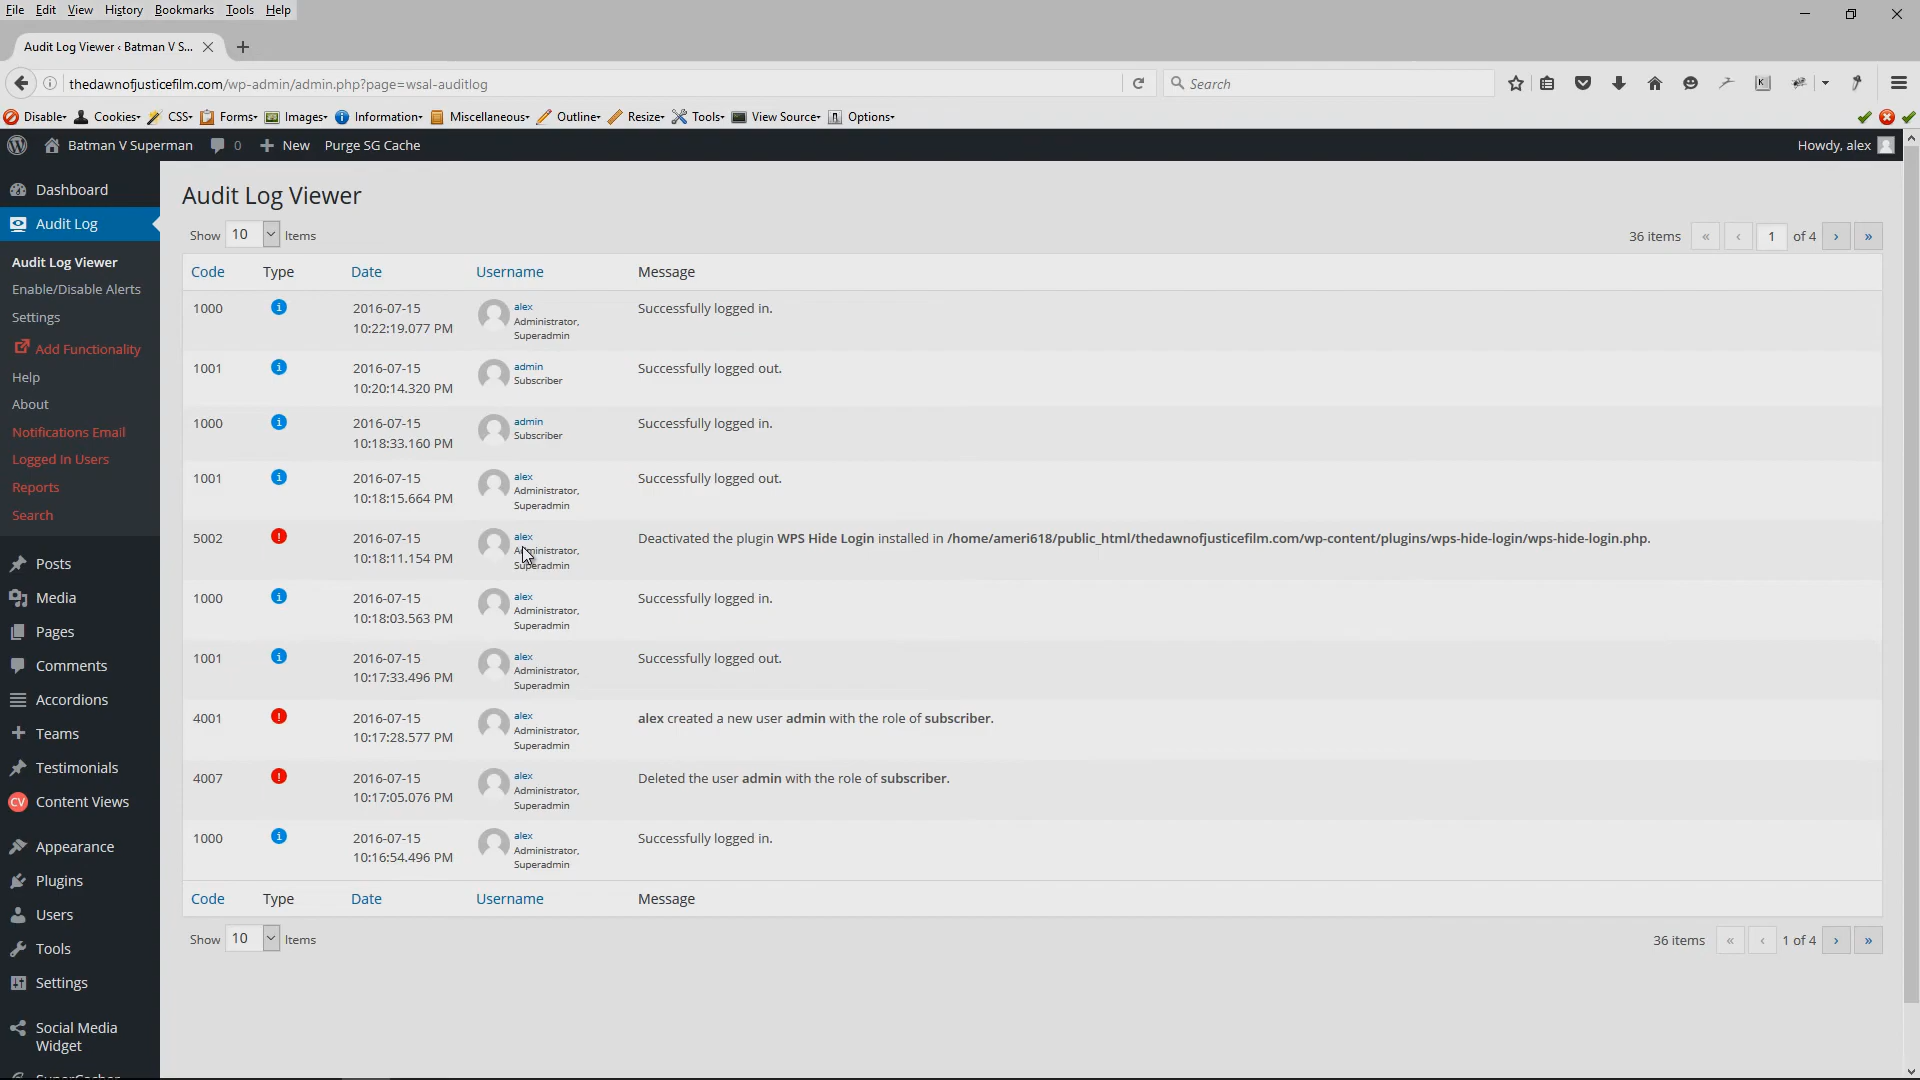 File Edit View History Bookmarks Tools Help
Audit Log Viewer ‹ Batman V S...
thedawnofjusticefilm.com/wp-admin/admin.php?page=wsal-auditlog
Search
Disable Cookies CSS Forms Images Information Miscellaneous Outline Resize Tools View Source Options
Batman V Superman 0 New Purge SG Cache Howdy, alex
Dashboard
Audit Log
Audit Log Viewer
Enable/Disable Alerts
Settings
Add Functionality
Help
About
Notifications Email
Logged In Users
Reports
Search
Posts
Media
Pages
Comments
Accordions
Teams
Testimonials
CV Content Views
Appearance
Plugins
Users
Tools
Settings
Social Media
Widget
Audit Log Viewer
Show 10 Items 36 items « ‹ 1 of 4 › »
Code Type Date Username Message
1000 2016-07-15 alex Successfully logged in.
10:22:19.077 PM Administrator,
Superadmin
1001 2016-07-15 admin Successfully logged out.
10:20:14.320 PM Subscriber
1000 2016-07-15 admin Successfully logged in.
10:18:33.160 PM Subscriber
1001 2016-07-15 alex Successfully logged out.
10:18:15.664 PM Administrator,
Superadmin
5002 2016-07-15 alex Deactivated the plugin WPS Hide Login installed in /home/ameri618/public_html/thedawnofjusticefilm.com/wp-content/plugins/wps-hide-login/wps-hide-login.php.
10:18:11.154 PM Administrator,
Superadmin
1000 2016-07-15 alex Successfully logged in.
10:18:03.563 PM Administrator,
Superadmin
1001 2016-07-15 alex Successfully logged out.
10:17:33.496 PM Administrator,
Superadmin
4001 2016-07-15 alex alex created a new user admin with the role of subscriber.
10:17:28.577 PM Administrator,
Superadmin
4007 2016-07-15 alex Deleted the user admin with the role of subscriber.
10:17:05.076 PM Administrator,
Superadmin
1000 2016-07-15 alex Successfully logged in.
10:16:54.496 PM Administrator,
Superadmin
Code Type Date Username Message
Show 10 Items 36 items « ‹ 1 of 4 › »